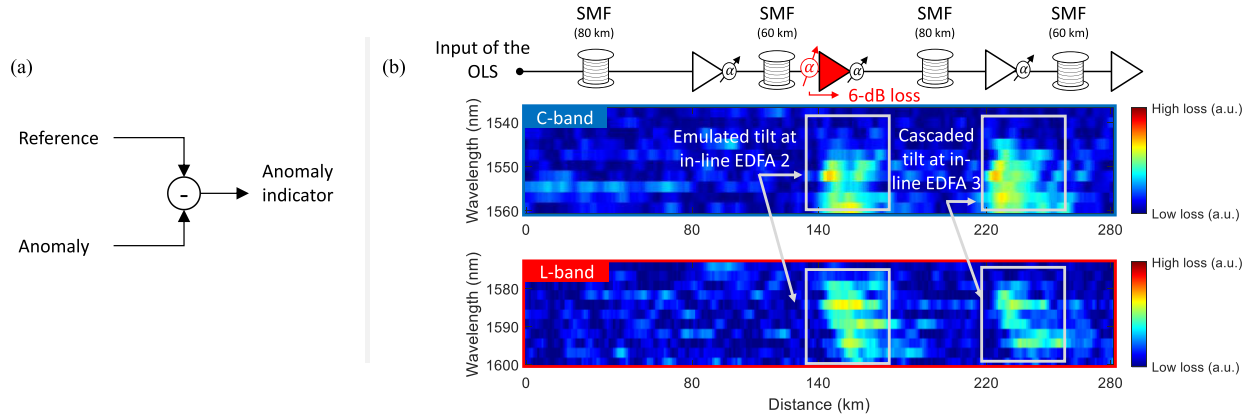 (a)
Reference
-
Anomaly
indicator
Anomaly
(b)
Input of the
OLS
SMF
(80 km)
α
SMF
(60 km)
α
α
6-dB loss
SMF
(80 km)
α
SMF
(60 km)
C-band
Wavelength (nm)
1540
1550
1560
Emulated tilt at
in-line EDFA 2
Cascaded
tilt at in-
line EDFA 3
0
80
140
220
280
High loss (a.u.)
Low loss (a.u.)
L-band
Wavelength (nm)
1580
1590
1600
0
80
140
220
280
Distance (km)
High loss (a.u.)
Low loss (a.u.)